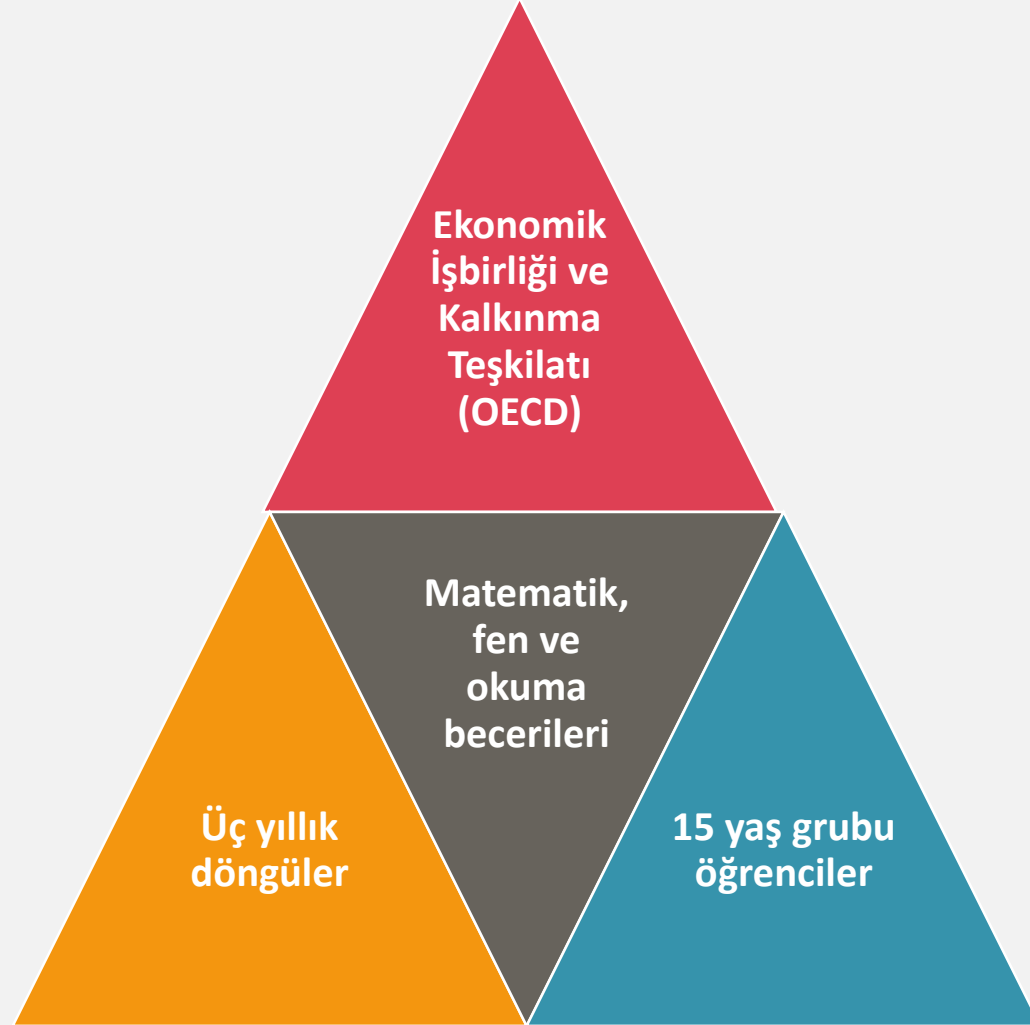 Ekonomik
İşbirliği ve
Kalkınma
Teşkilatı
(OECD)
Matematik,
fen ve
okuma
becerileri
Üç yıllık
döngüler
15 yaş grubu
öğrenciler